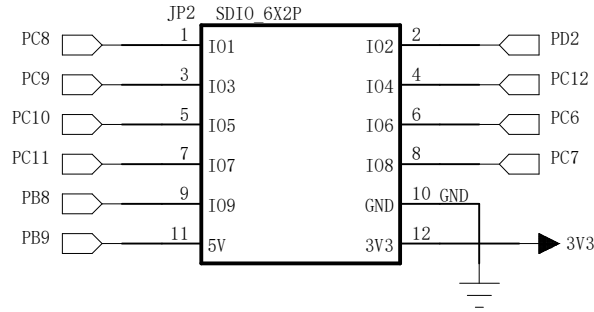 JP2 SDIO_6X2P
PC8 1 IO1 IO2 2 PD2
PC9 3 IO3 IO4 4 PC12
PC10 5 IO5 IO6 6 PC6
PC11 7 IO7 IO8 8 PC7
PB8 9 IO9 GND 10 GND
PB9 11 5V 3V3 12 3V3